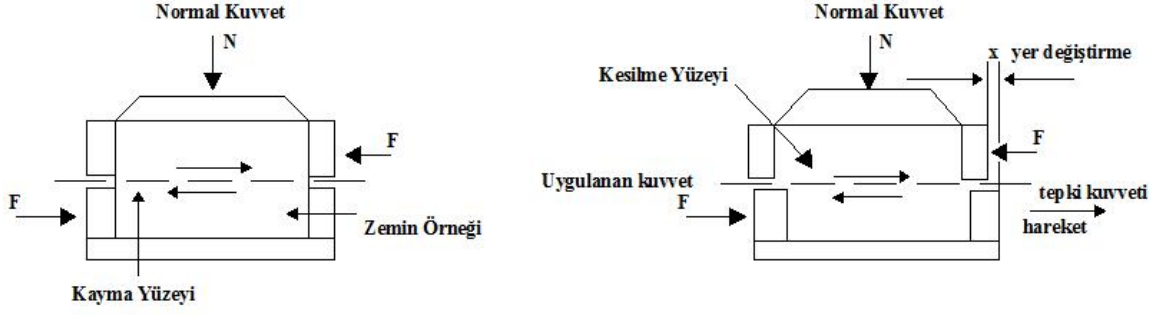 Normal Kuvvet
N
F
F
Zemin Örneği
Kayma Yüzeyi
Normal Kuvvet
N
x yer değiştirme
Kesilme Yüzeyi
F
Uygulanan kuvvet
F
tepki kuvveti
hareket